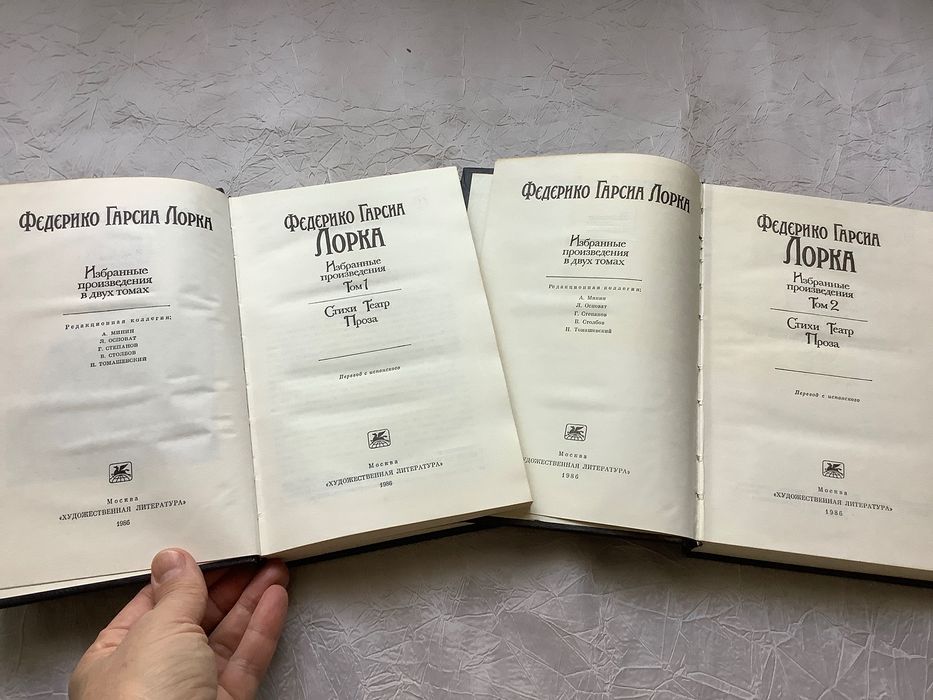 Федерико Гарсиа Лорка
Избранные
произведения
в двух томах
Редакционная коллегия:
А. МИНИН
Л. ОСПОВАТ
Г. СТЕПАНОВ
В. СТОЛБОВ
Н. ТОМАШЕВСКИЙ
Москва
«ХУДОЖЕСТВЕННАЯ ЛИТЕРАТУРА»
1986
Федерико Гарсиа
Лорка
Избранные
произведения
Том 1
Стихи Театр
Проза
Перевод с испанского
Москва
«ХУДОЖЕСТВЕННАЯ ЛИТЕРАТУРА»
1986
Федерико Гарсиа Лорка
Избранные
произведения
в двух томах
Редакционная коллегия:
А. Минин
Л. Осповат
Г. Степанов
В. Столбов
Н. Томашевский
Москва
ХУДОЖЕСТВЕННАЯ ЛИТЕРАТУРА»
1986
Федерико Гарсиа
Лорка
Избранные
произведения
Том 2
Стихи Театр
Проза
Перевод с испанского
Москва
«ХУДОЖЕСТВЕННАЯ ЛИТЕРАТУРА»
1986